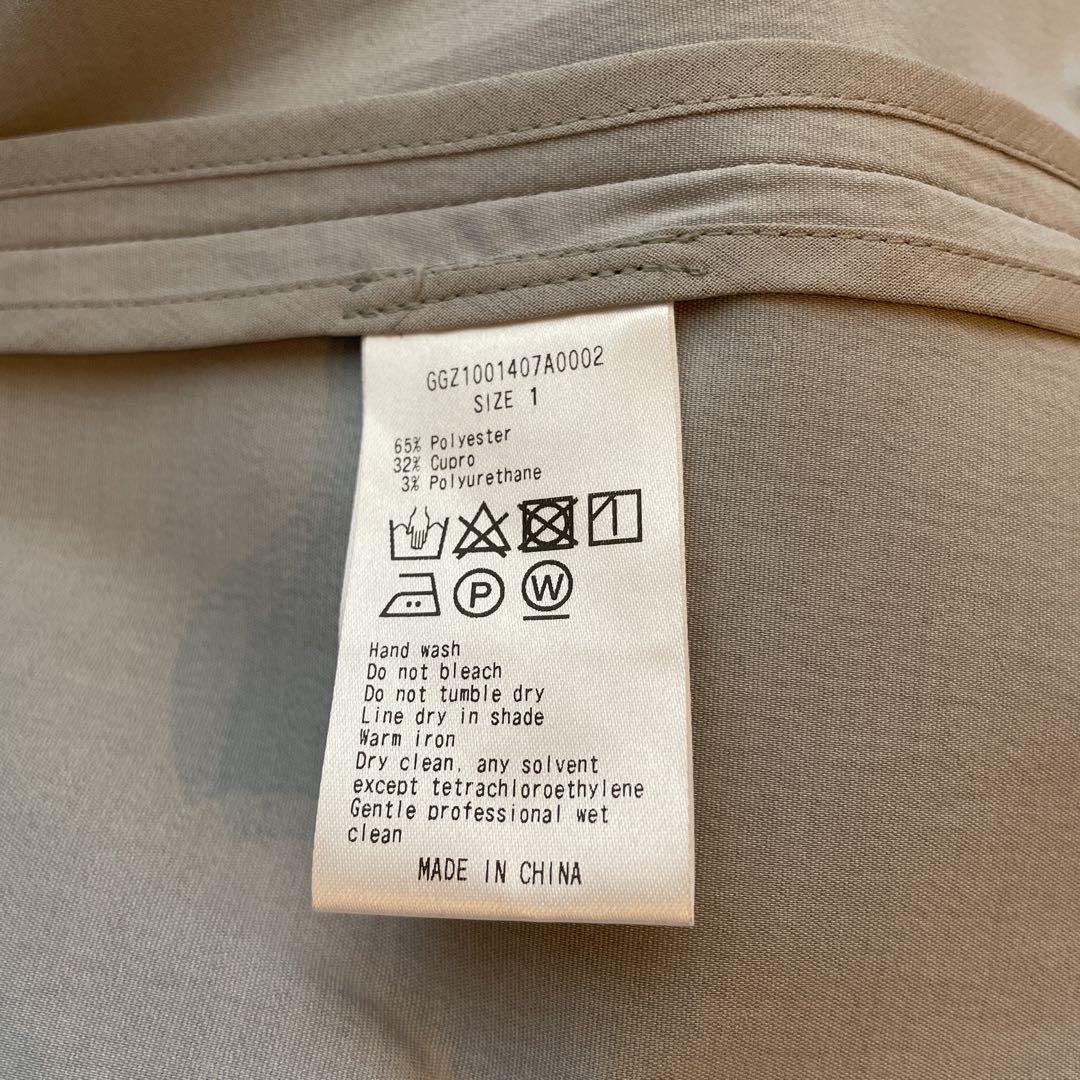 GGZ1001407A0002
SIZE 1
65% Polyester
32% Cupro
3% Polyurethane
P W
Hand wash
Do not bleach
Do not tumble dry
Line dry in shade
Warm iron
Dry clean, any solvent
except tetrachloroethylene
Gentle professional wet
clean
MADE IN CHINA